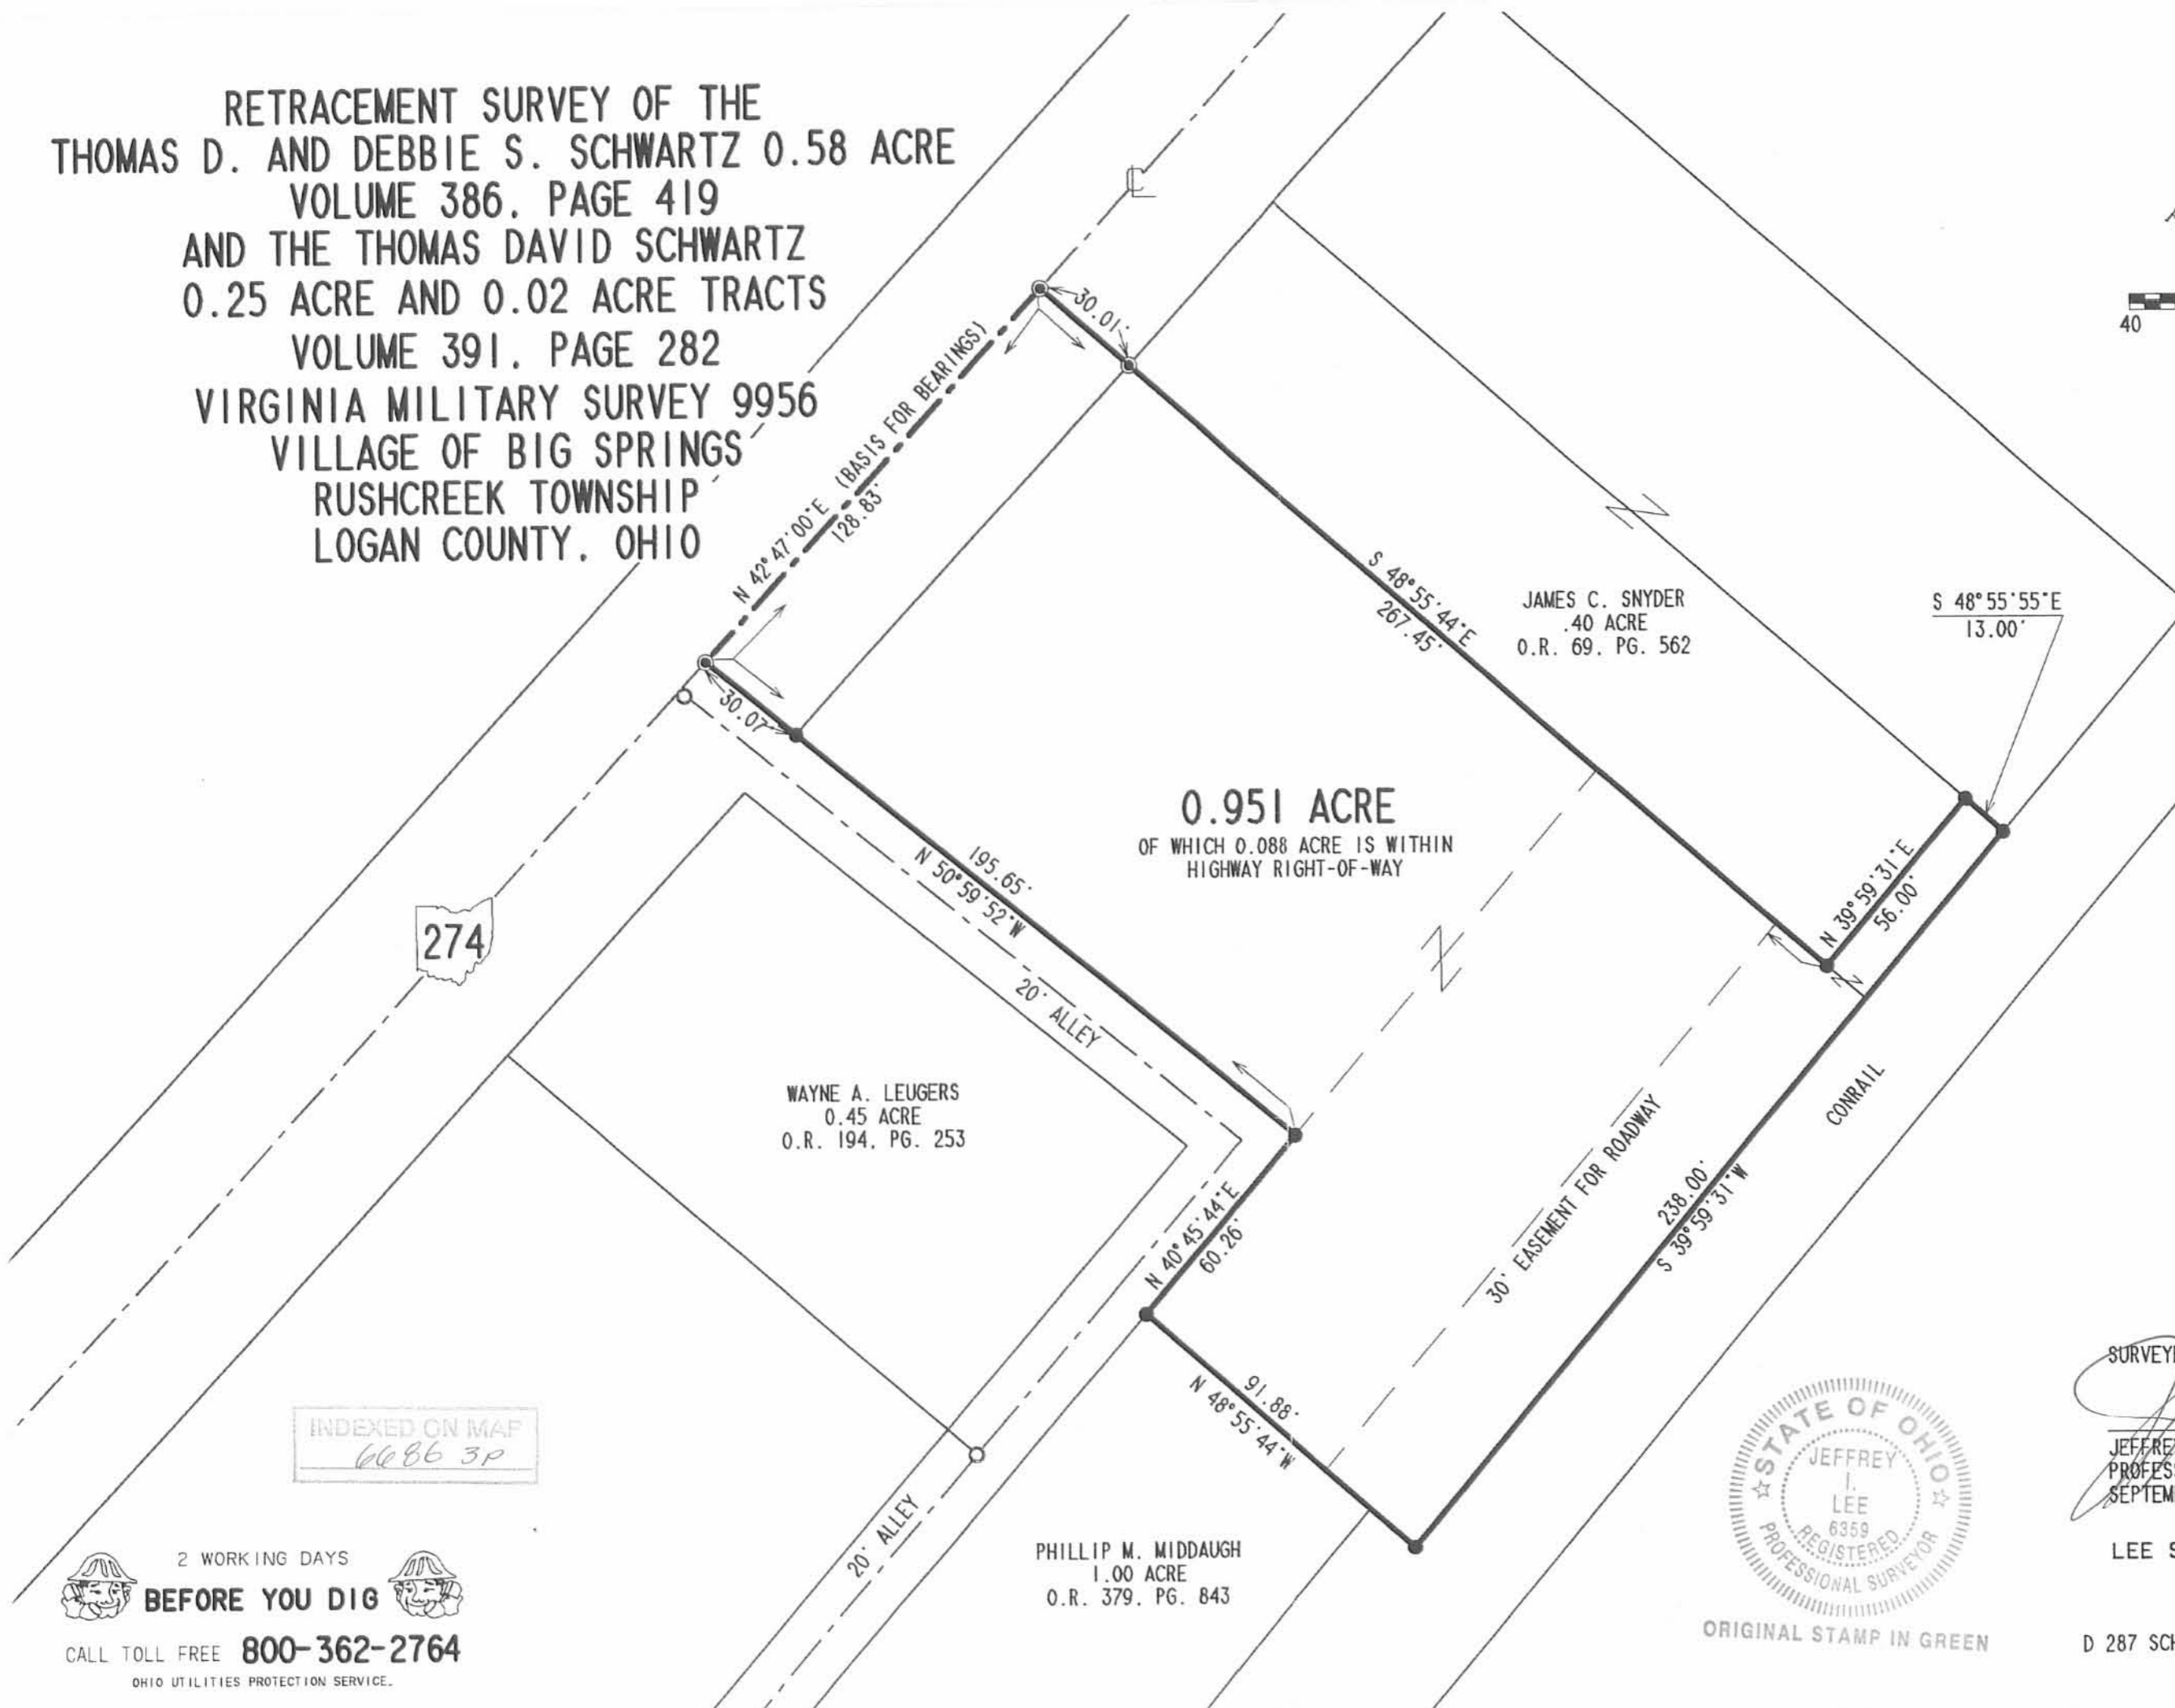 RETRACEMENT SURVEY OF THE
THOMAS D. AND DEBBIE S. SCHWARTZ 0.58 ACRE
VOLUME 386, PAGE 419
AND THE THOMAS DAVID SCHWARTZ
0.25 ACRE AND 0.02 ACRE TRACTS
VOLUME 391, PAGE 282
VIRGINIA MILITARY SURVEY 9956
VILLAGE OF BIG SPRINGS
RUSHCREEK TOWNSHIP
LOGAN COUNTY, OHIO
℄
40
30.01'
N 42°47'00"E (BASIS FOR BEARINGS)
128.83'
S 48°55'44"E
267.45'
JAMES C. SNYDER
.40 ACRE
O.R. 69, PG. 562
S 48°55'55"E
13.00'
30.07'
0.951 ACRE
OF WHICH 0.088 ACRE IS WITHIN
HIGHWAY RIGHT-OF-WAY
195.65'
N 50°59'52"W
N 39°59'31"E
56.00'
274
20' ALLEY
WAYNE A. LEUGERS
0.45 ACRE
O.R. 194, PG. 253
CONRAIL
30' EASEMENT FOR ROADWAY
238.00'
S 39°59'31"W
N 40°45'44"E
60.26'
91.88'
N 48°55'44"W
INDEXED ON MAP
6686 3P
20' ALLEY
PHILLIP M. MIDDAUGH
1.00 ACRE
O.R. 379, PG. 843
2 WORKING DAYS
BEFORE YOU DIG
CALL TOLL FREE 800-362-2764
OHIO UTILITIES PROTECTION SERVICE.
STATE OF OHIO
JEFFREY
I.
LEE
6359
REGISTERED
PROFESSIONAL SURVEYOR
ORIGINAL STAMP IN GREEN
SURVEY
JEFFRE
PROFES
SEPTEM
LEE S
D 287 SCH